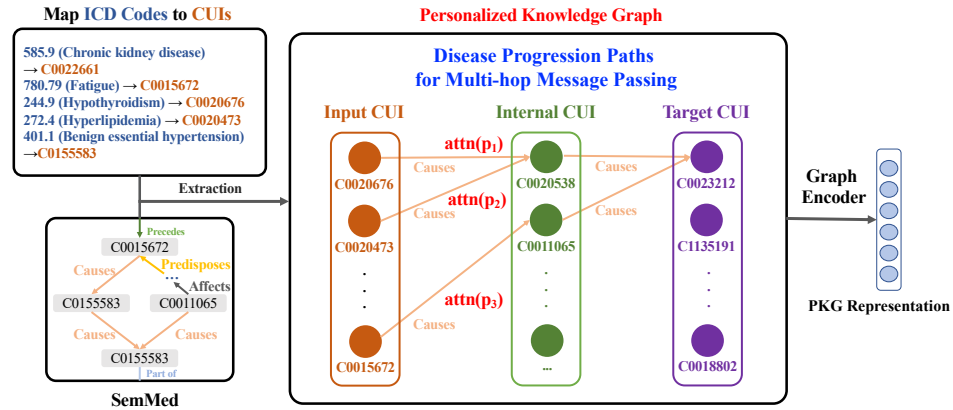 Map ICD Codes to CUIs
585.9 (Chronic kidney disease)
→ C0022661
780.79 (Fatigue) → C0015672
244.9 (Hypothyroidism) → C0020676
272.4 (Hyperlipidemia) → C0020473
401.1 (Benign essential hypertension)
→C0155583
Extraction
Precedes
C0015672
Causes
Predisposes
...
Affects
C0155583
C0011065
Causes
Causes
C0155583
Part of
SemMed
Personalized Knowledge Graph
Disease Progression Paths
for Multi-hop Message Passing
Input CUI
Internal CUI
Target CUI
attn(p₁)
Causes
Causes
C0020676
C0020538
C0023212
attn(p₂)
Causes
Causes
C0020473
C0011065
C1135191
attn(p₃)
Causes
C0015672
...
C0018802
Graph
Encoder
PKG Representation